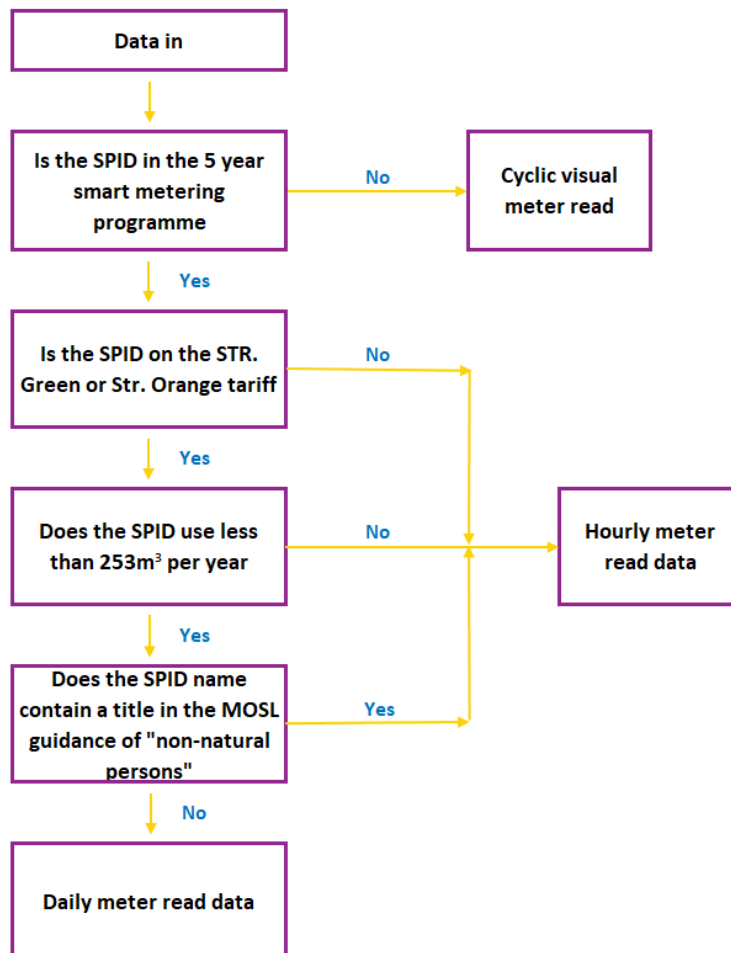 Data in
Is the SPID in the 5 year
smart metering
programme
No
Cyclic visual
meter read
Yes
Is the SPID on the STR.
Green or Str. Orange tariff
No
Yes
Does the SPID use less
than 253m³ per year
No
Hourly meter
read data
Yes
Does the SPID name
contain a title in the MOSL
guidance of "non-natural
persons"
Yes
No
Daily meter read data